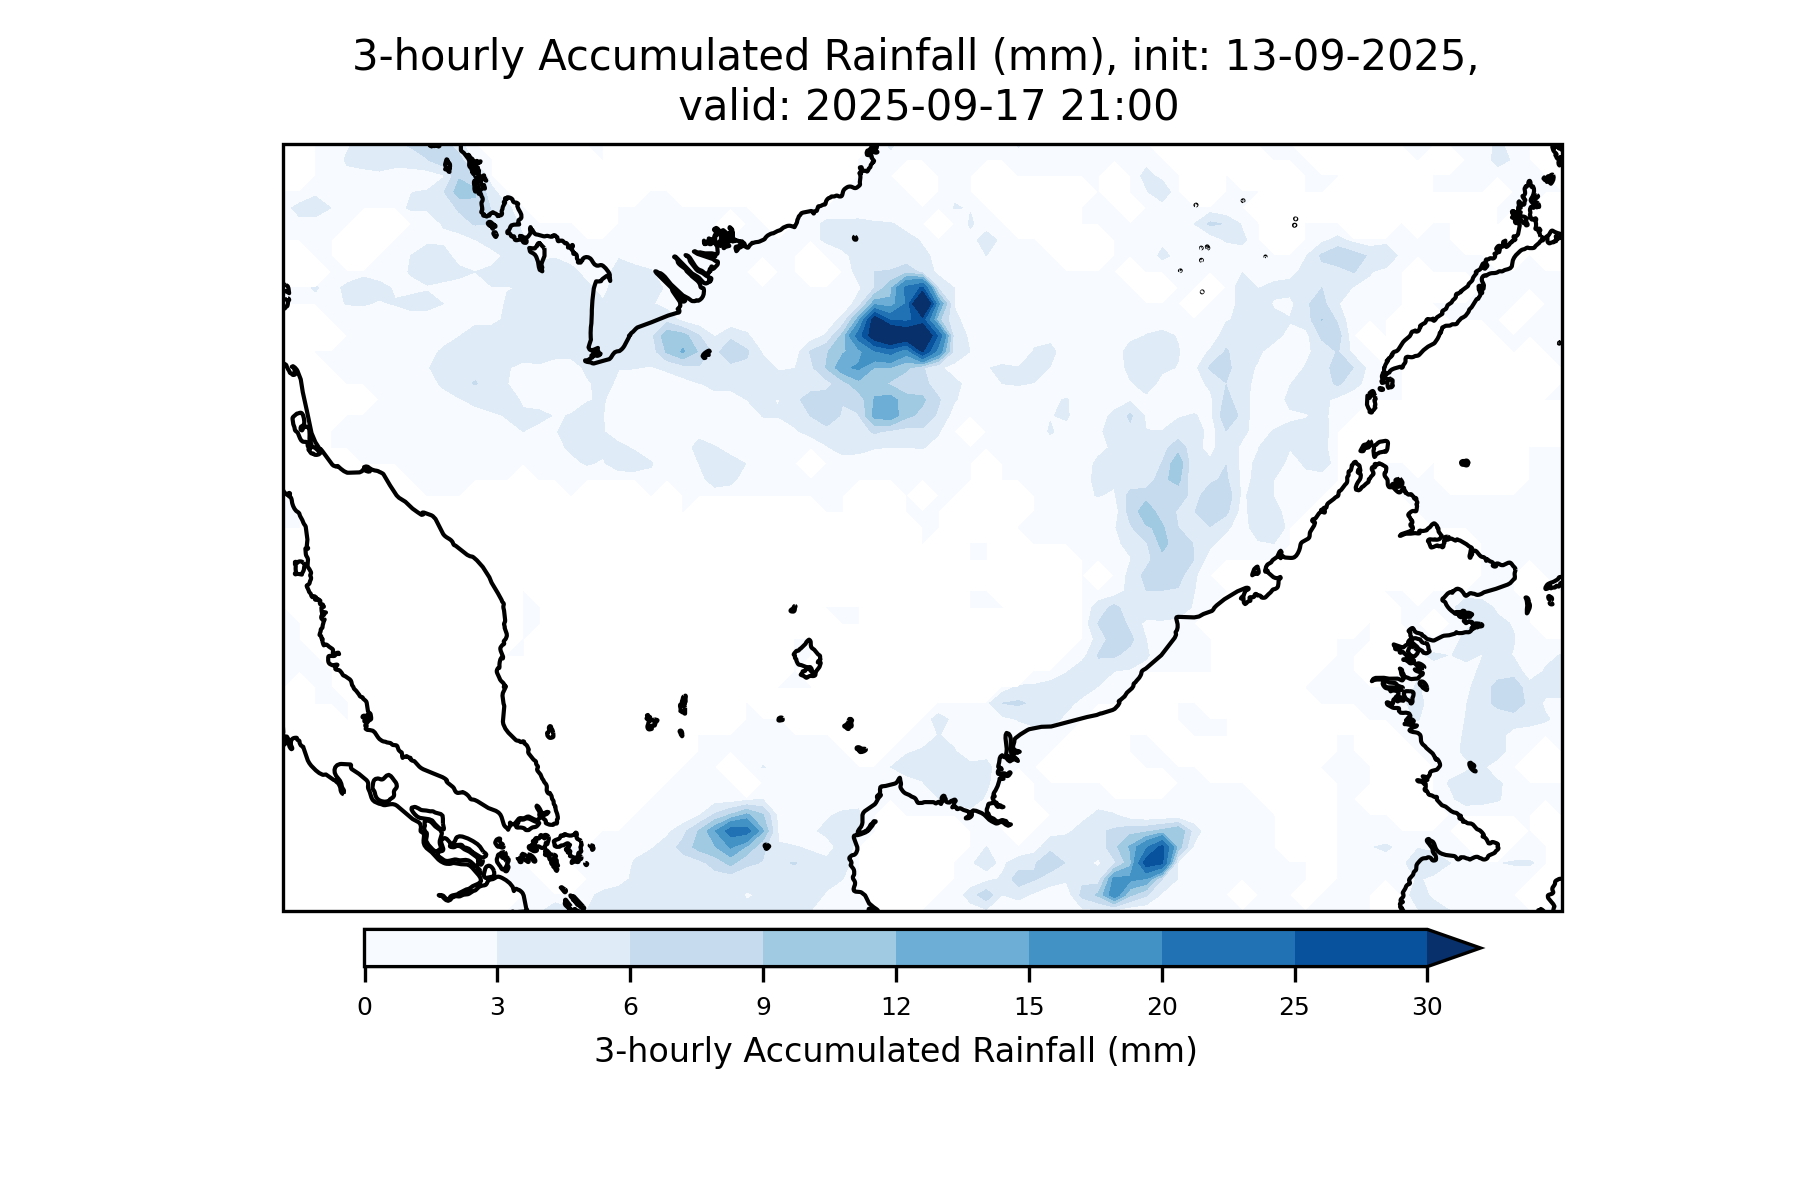 3-hourly Accumulated Rainfall (mm), init: 13-09-2025,
valid: 2025-09-17 21:00
0 3 6 9 12 15 20 25 30
3-hourly Accumulated Rainfall (mm)